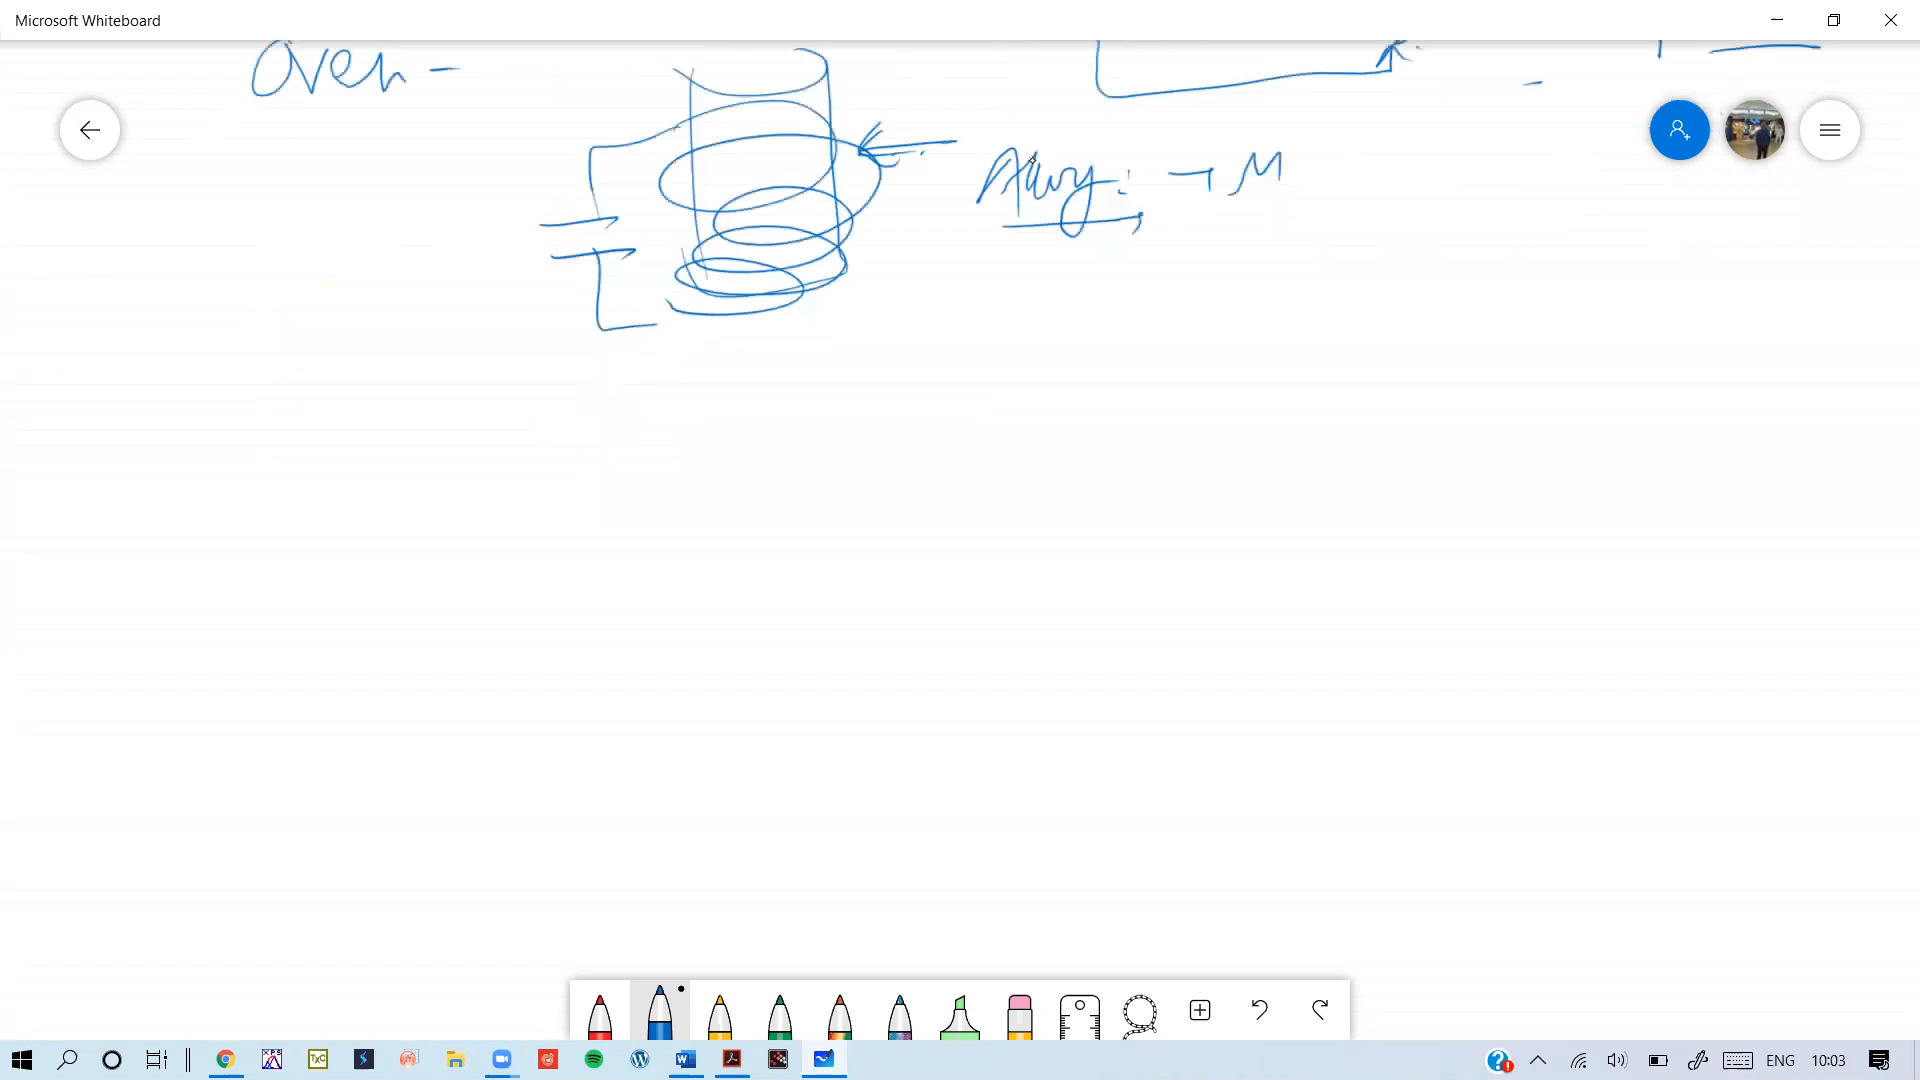 Microsoft Whiteboard
Oven -
Alloy : → M
ENG
10:03